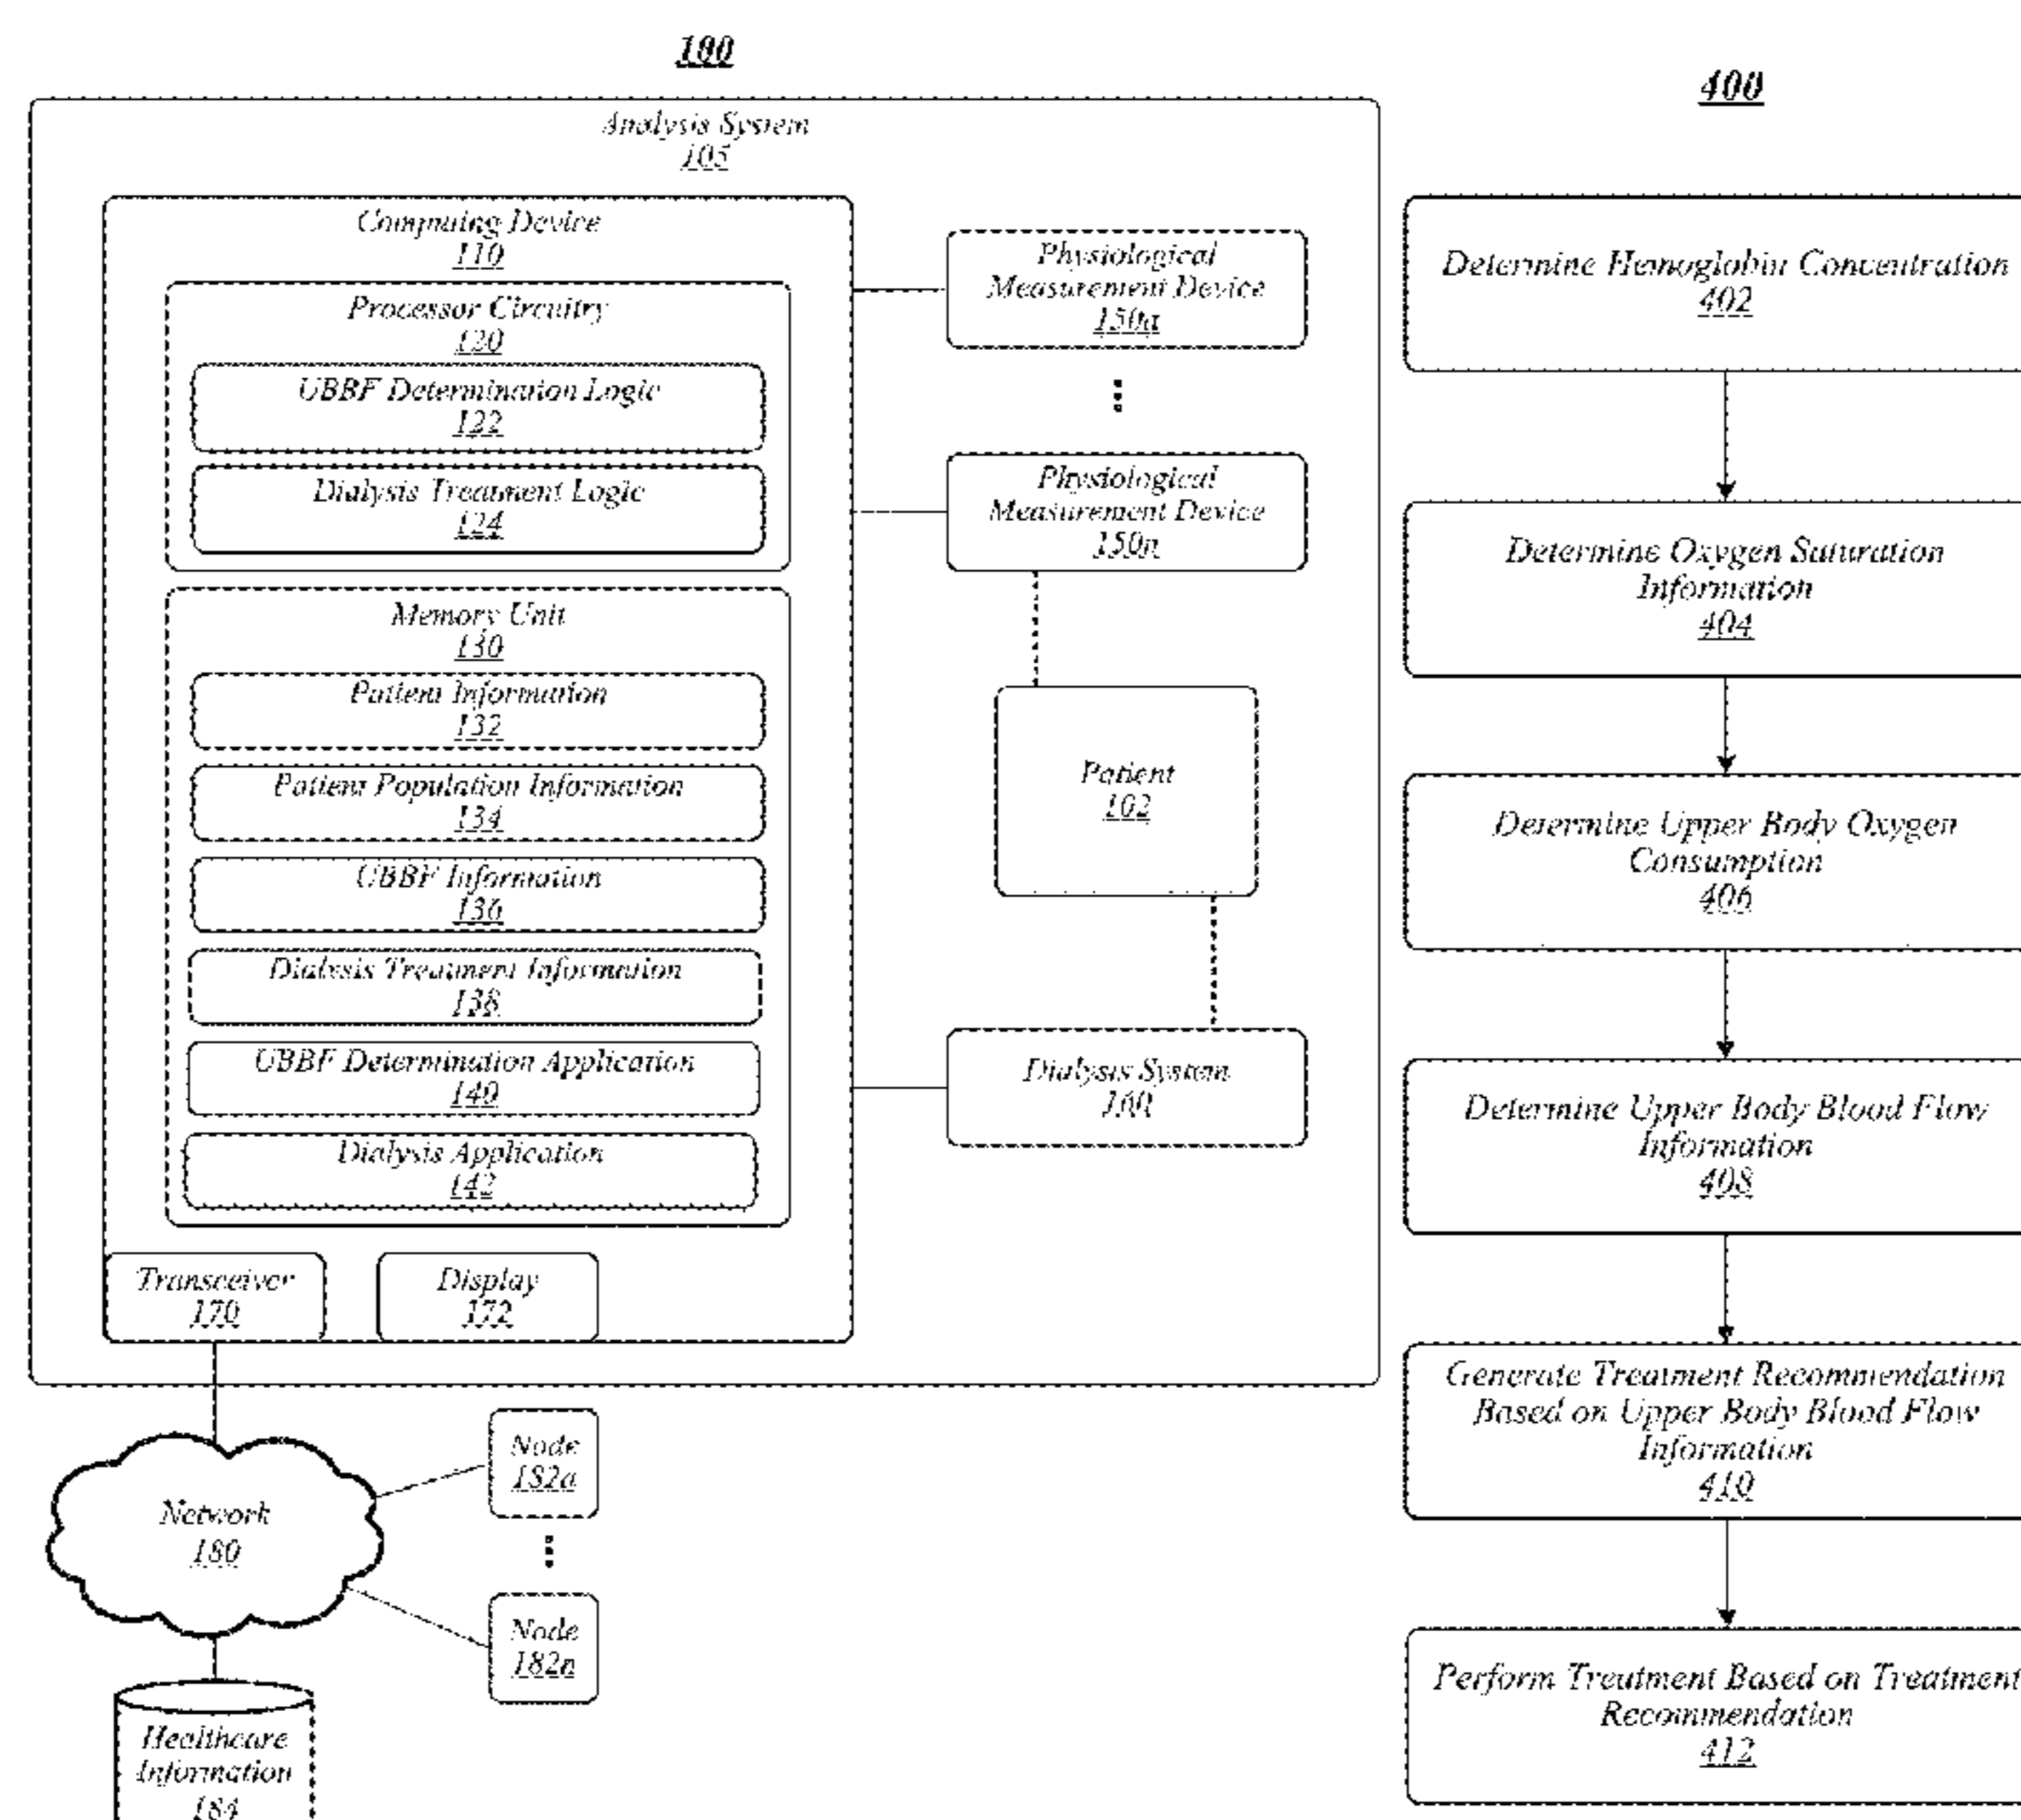 100
Analysis System
105
Computing Device
110
Processor Circuitry
120
UBBF Determination Logic
122
Dialysis Treatment Logic
124
Memory Unit
130
Patient Information
132
Patient Population Information
134
UBBF Information
136
Dialysis Treatment Information
138
UBBF Determination Application
140
Dialysis Application
142
Transceiver
170
Display
172
Physiological
Measurement Device
150a
Physiological
Measurement Device
150n
Patient
102
Dialysis System
160
Network
180
Node
182a
Node
182n
Healthcare
Information
184
400
Determine Hemoglobin Concentration
402
Determine Oxygen Saturation
Information
404
Determine Upper Body Oxygen
Consumption
406
Determine Upper Body Blood Flow
Information
408
Generate Treatment Recommendation
Based on Upper Body Blood Flow
Information
410
Perform Treatment Based on Treatment
Recommendation
412